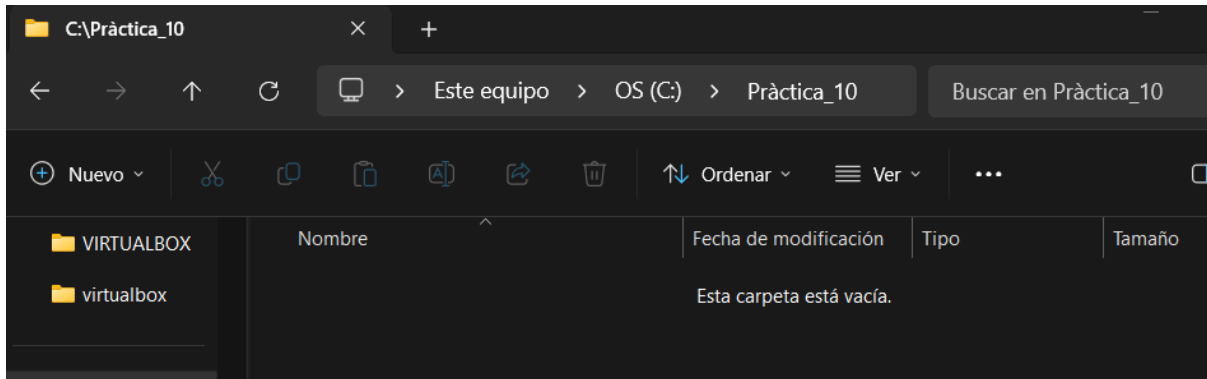 C:\Pràctica_10
Este equipo > OS (C:) > Pràctica_10 Buscar en Pràctica_10
Nuevo Ordenar Ver
VIRTUALBOX Nombre Fecha de modificación Tipo Tamaño
virtualbox Esta carpeta está vacía.